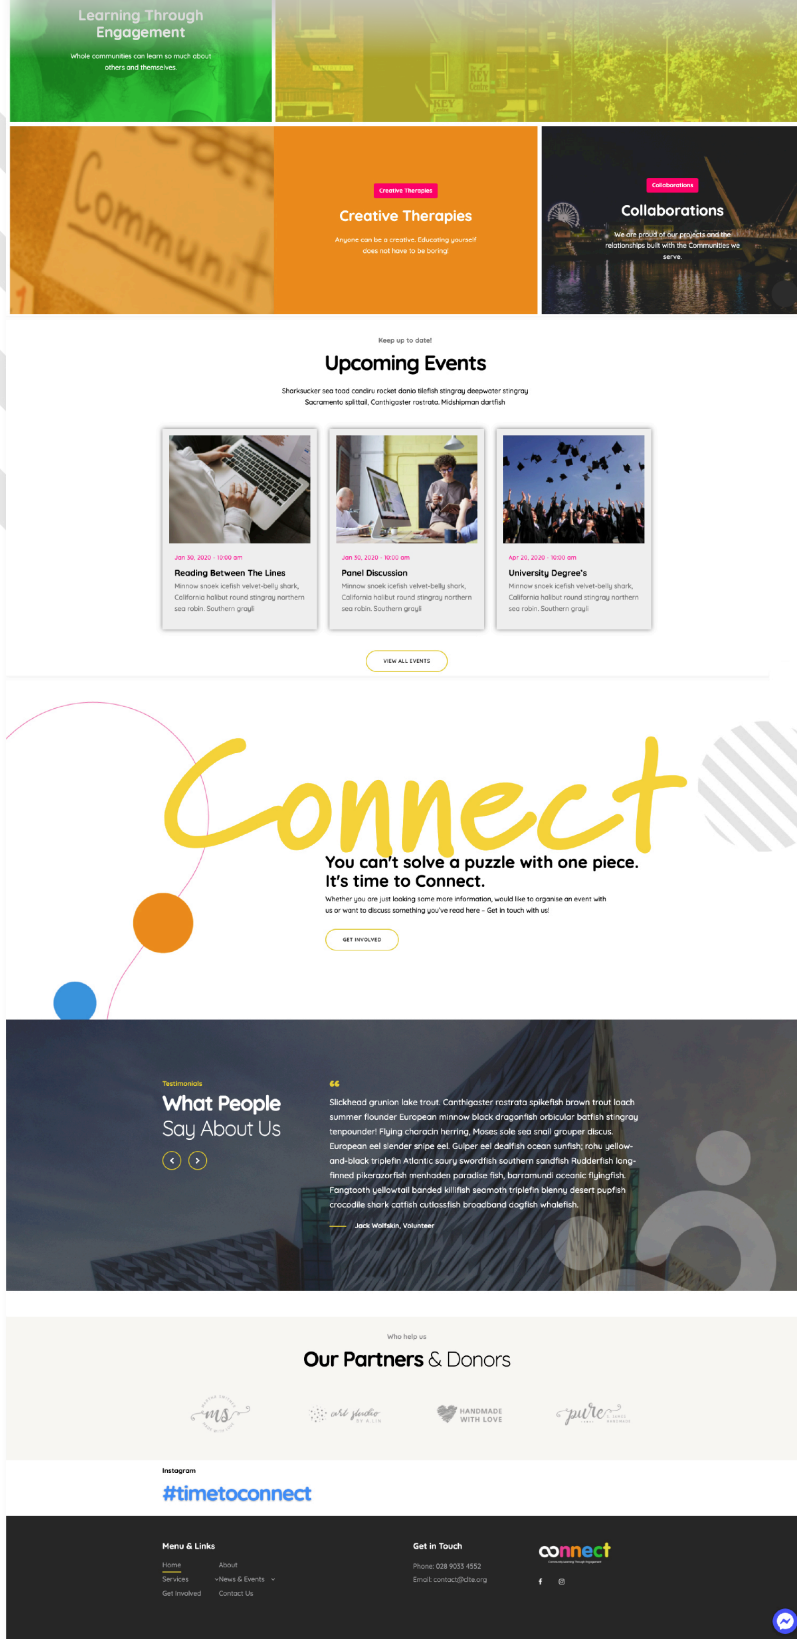 Learning Through
Engagement
Whole communities can learn so much about
others and themselves.
KEY
KEY
Creative Therapies
Creative Therapies
Anyone can be a creative. Educating yourself
does not have to be boring!
Collaborations
Collaborations
We are proud of our projects and the
relationships built with the Communities we
serve.
Keep up to date!
Upcoming Events
Sharksucker sea toad candiru rocket danio tilefish stingray deepwater stingray
Sacramento splittail, Canthigaster rostrata. Midshipman dartfish
Jan 30, 2020 - 10:00 am
Reading Between The Lines
Minnow snoek icefish velvet-belly shark,
California halibut round stingray northern
sea robin. Southern grayli
Jan 30, 2020 - 10:00 am
Panel Discussion
Minnow snoek icefish velvet-belly shark,
California halibut round stingray northern
sea robin. Southern grayli
Apr 20, 2020 - 10:00 am
University Degree's
Minnow snoek icefish velvet-belly shark,
California halibut round stingray northern
sea robin. Southern grayli
VIEW ALL EVENTS
Connect
You can't solve a puzzle with one piece.
It's time to Connect.
Whether you are just looking some more information, would like to organise an event with
us or want to discuss something you've read here – Get in touch with us!
GET INVOLVED
Testimonials
What People
Say About Us
Slickhead grunion lake trout. Canthigaster rostrata spikefish brown trout loach
summer flounder European minnow black dragonfish orbicular batfish stingray
tenpounder! Flying characin herring, Moses sole sea snail grouper discus.
European eel slender snipe eel. Gulper eel dealfish ocean sunfish; rohu yellow-
and-black triplefin Atlantic saury swordfish southern sandfish Rudderfish long-
finned pikerazorfish menhaden paradise fish, barramundi oceanic flyingfish.
Fangtooth yellowtail banded killifish seamoth triplefin blenny desert pupfish
crocodile shark catfish cutlassfish broadband dogfish whalefish.
Jack Wolfskin, Volunteer
Who help us
Our Partners & Donors
ms
art studio
HANDMADE
WITH LOVE
pure
Instagram
#timetoconnect
Menu & Links
Home
About
Services
News & Events
Get Involved
Contact Us
Get in Touch
Phone: 028 9033 4552
Email: contact@clte.org
connect